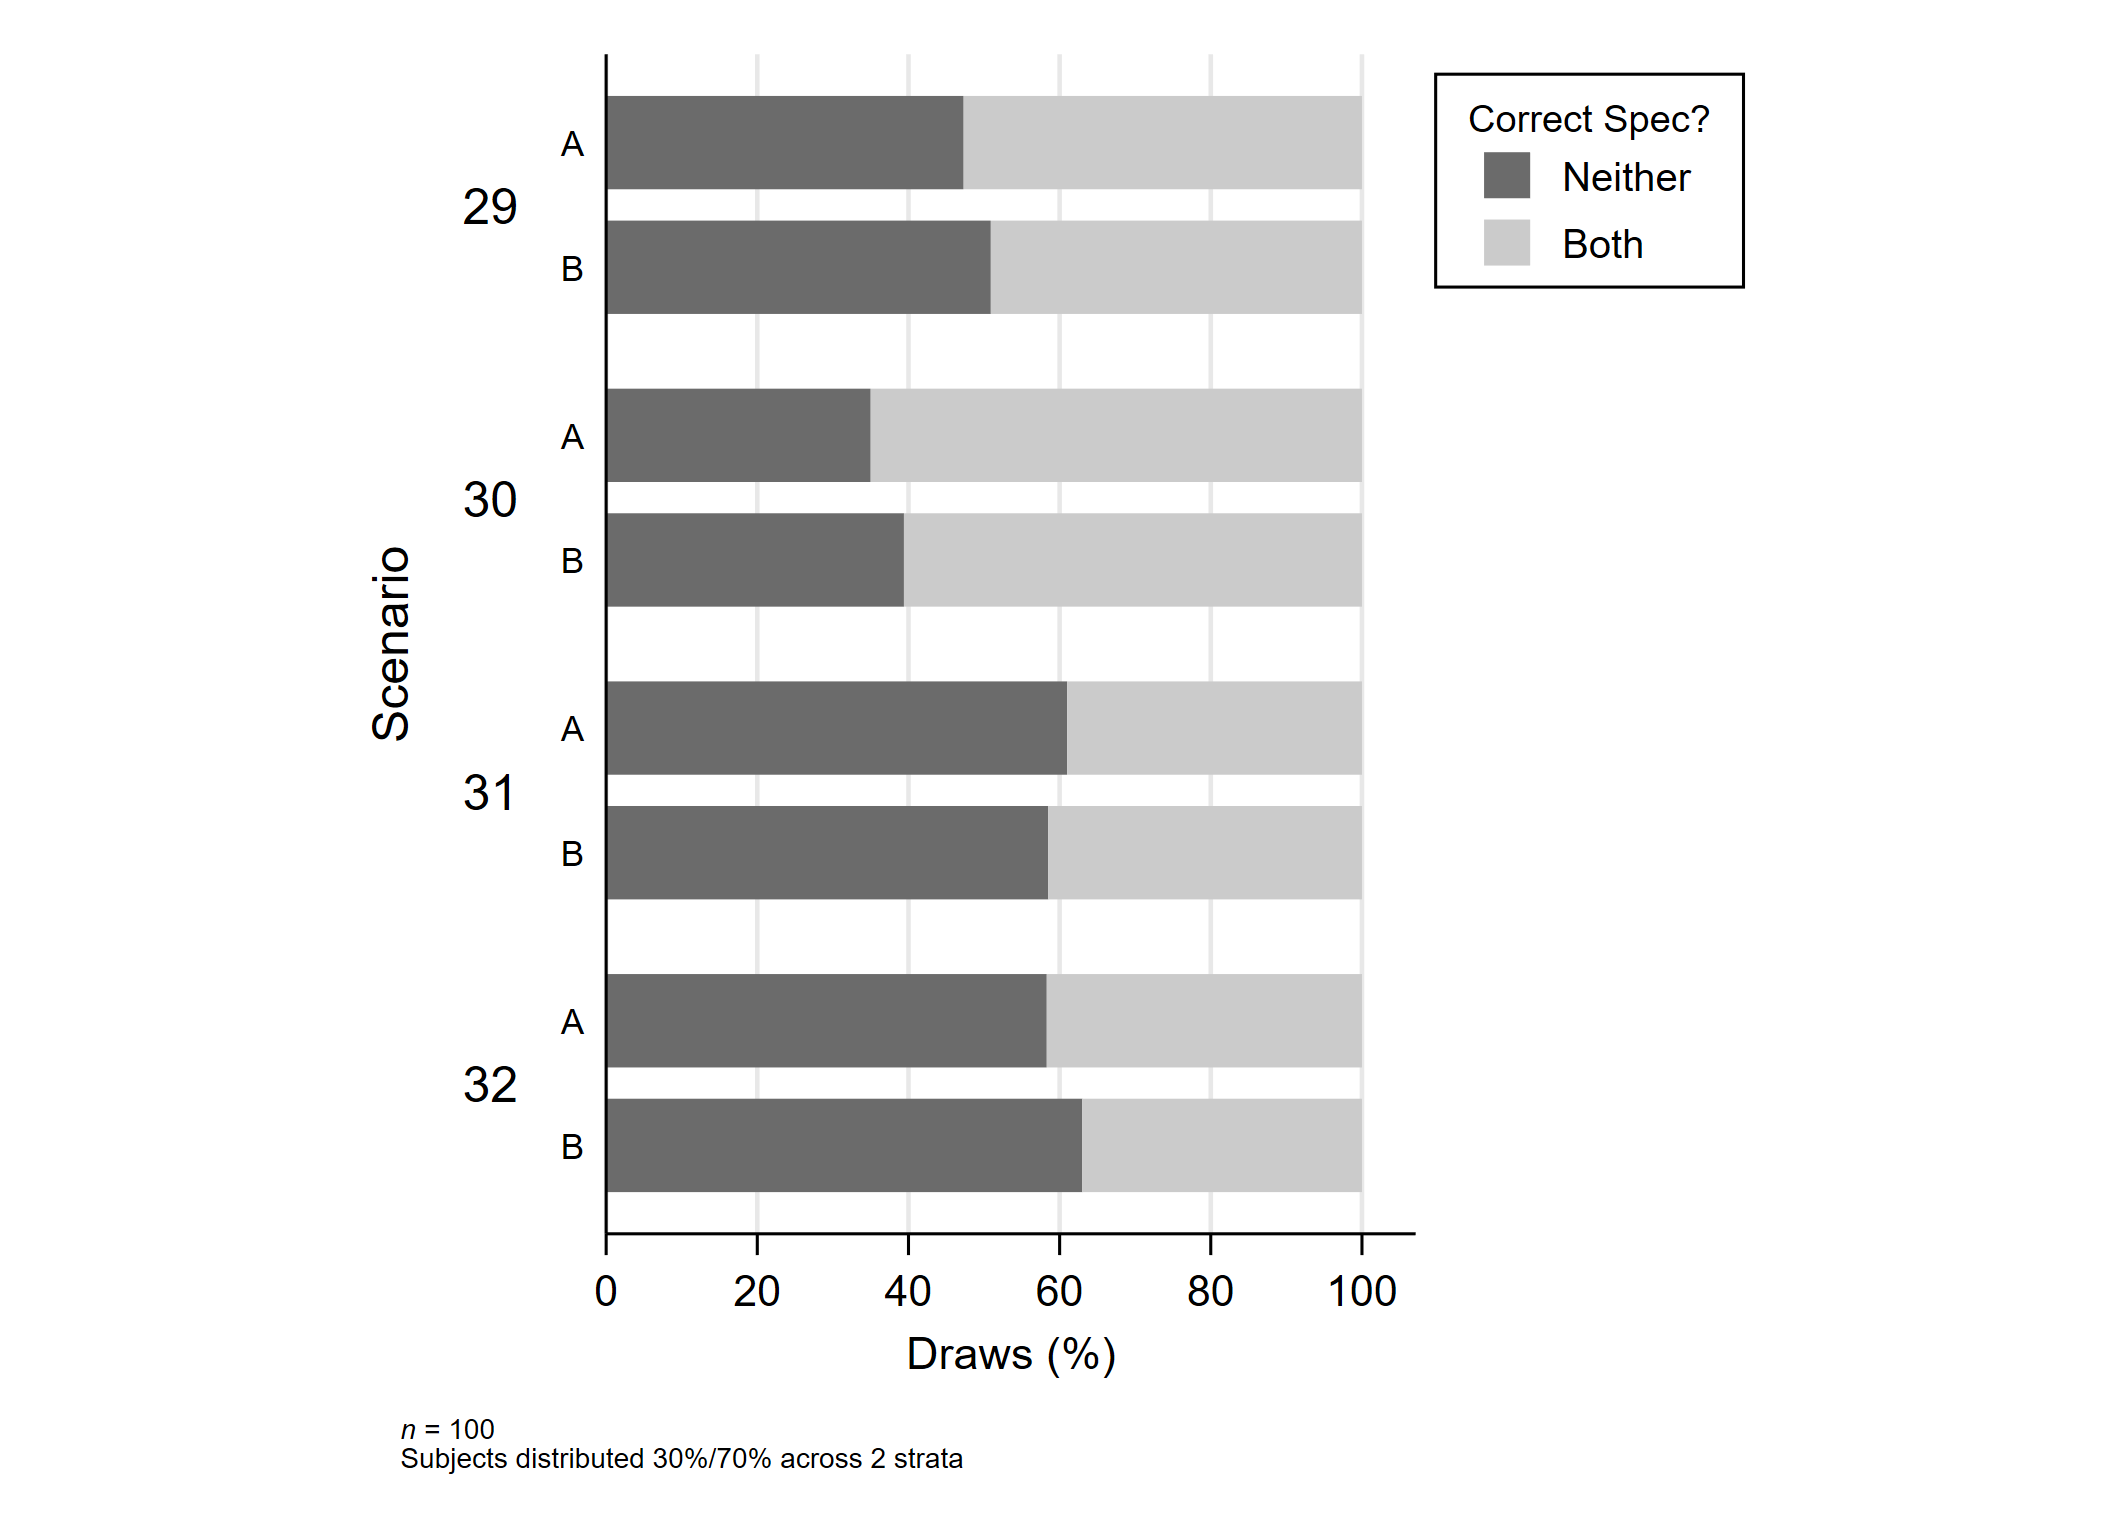 Correct Spec?
Neither
Both
Scenario
29
A
B
30
A
B
31
A
B
32
A
B
0 20 40 60 80 100
Draws (%)
n = 100
Subjects distributed 30%/70% across 2 strata